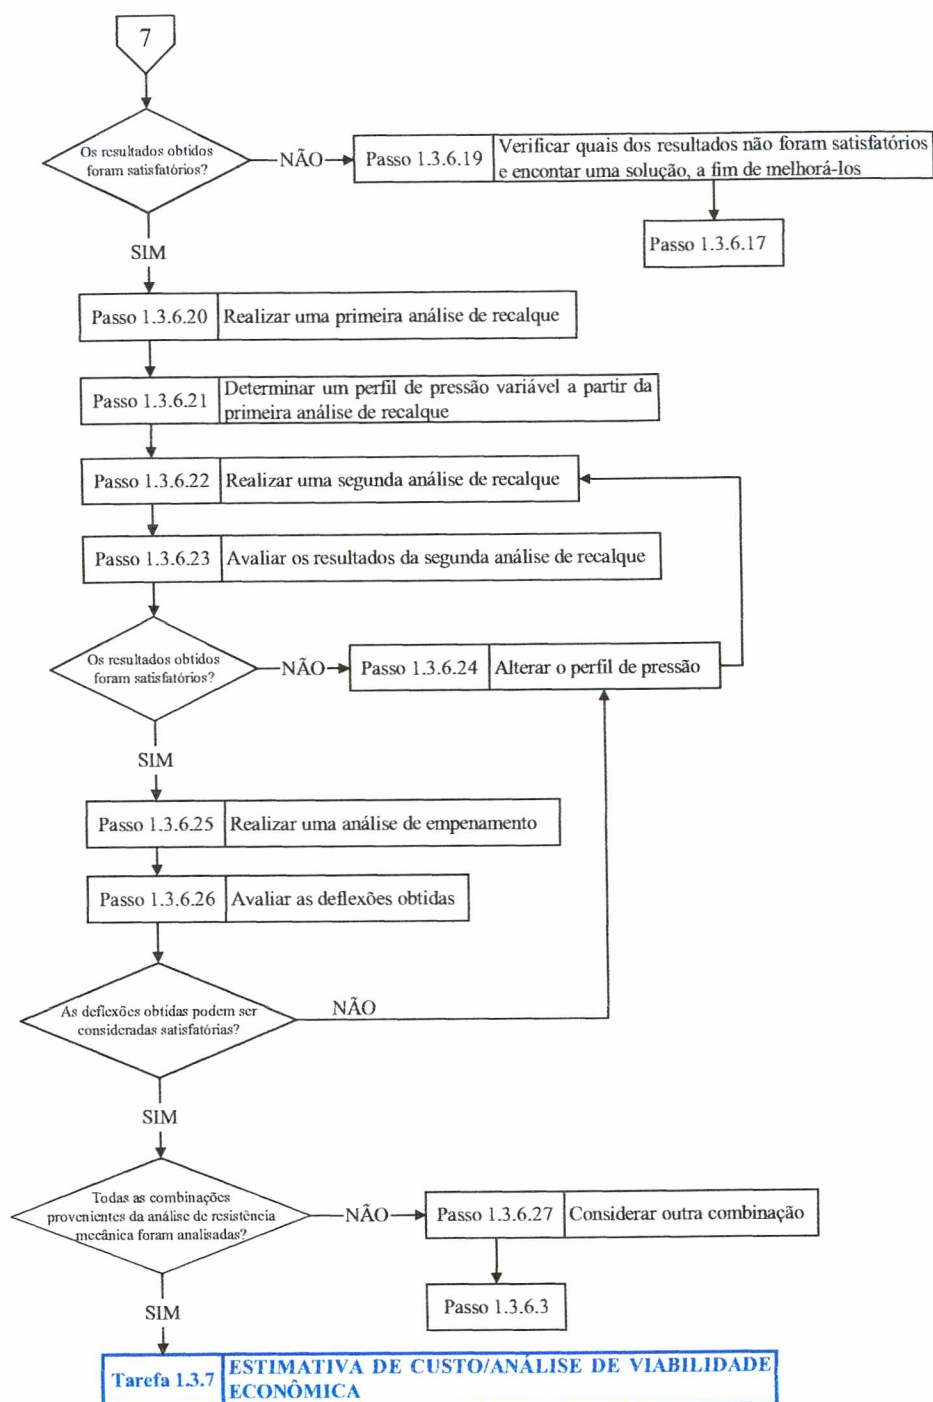 7
Os resultados obtidos
foram satisfatórios?
NÃO
Passo 1.3.6.19
Verificar quais dos resultados não foram satisfatórios
e encontar uma solução, a fim de melhorá-los
Passo 1.3.6.17
SIM
Passo 1.3.6.20
Realizar uma primeira análise de recalque
Passo 1.3.6.21
Determinar um perfil de pressão variável a partir da
primeira análise de recalque
Passo 1.3.6.22
Realizar uma segunda análise de recalque
Passo 1.3.6.23
Avaliar os resultados da segunda análise de recalque
Os resultados obtidos
foram satisfatórios?
NÃO
Passo 1.3.6.24
Alterar o perfil de pressão
SIM
Passo 1.3.6.25
Realizar uma análise de empenamento
Passo 1.3.6.26
Avaliar as deflexões obtidas
As deflexões obtidas podem ser
consideradas satisfatórias?
NÃO
SIM
Todas as combinações
provenientes da análise de resistência
mecânica foram analisadas?
NÃO
Passo 1.3.6.27
Considerar outra combinação
Passo 1.3.6.3
SIM
Tarefa 1.3.7
ESTIMATIVA DE CUSTO/ANÁLISE DE VIABILIDADE
ECONÔMICA